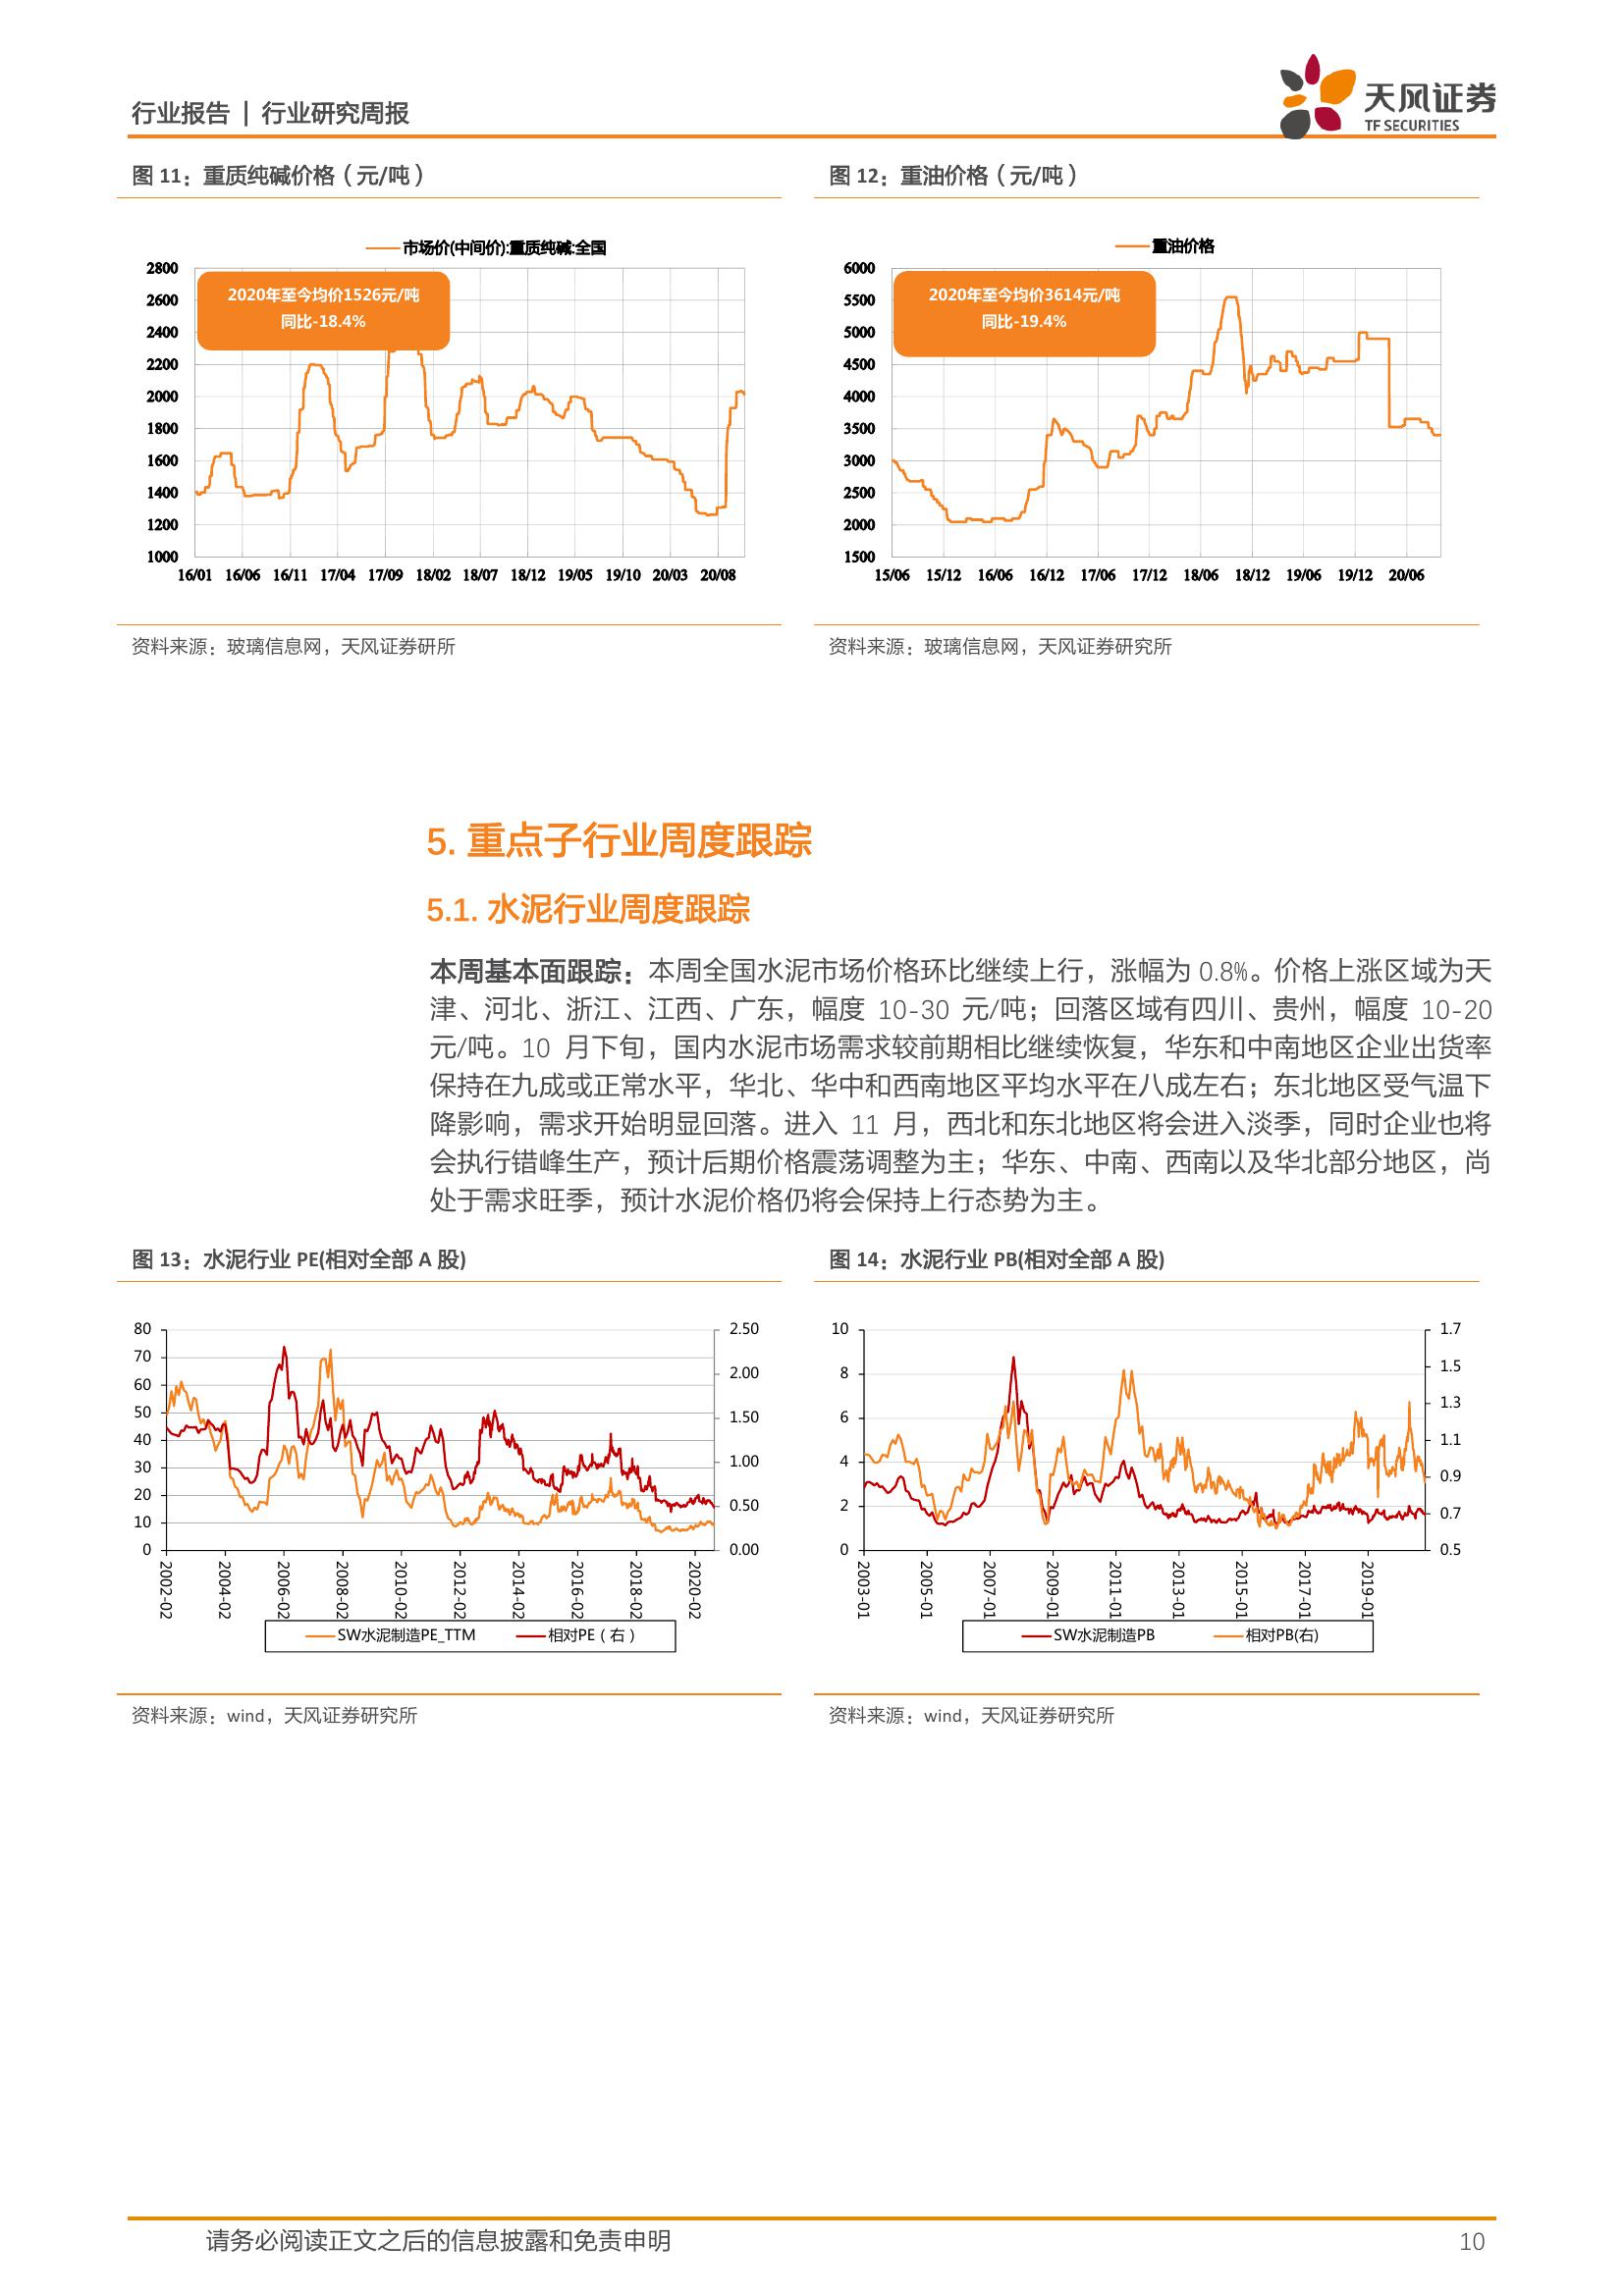 行业报告 | 行业研究周报
天风证券
TF SECURITIES
图 11：重质纯碱价格（元/吨）
市场价(中间价):重质纯碱:全国
2020年至今均价1526元/吨
同比-18.4%
2800
2600
2400
2200
2000
1800
1600
1400
1200
1000
16/01 16/06 16/11 17/04 17/09 18/02 18/07 18/12 19/05 19/10 20/03 20/08
资料来源：玻璃信息网，天风证券研所
图 12：重油价格（元/吨）
重油价格
2020年至今均价3614元/吨
同比-19.4%
6000
5500
5000
4500
4000
3500
3000
2500
2000
1500
15/06 15/12 16/06 16/12 17/06 17/12 18/06 18/12 19/06 19/12 20/06
资料来源：玻璃信息网，天风证券研究所
5. 重点子行业周度跟踪
5.1. 水泥行业周度跟踪
本周基本面跟踪：本周全国水泥市场价格环比继续上行，涨幅为 0.8%。价格上涨区域为天
津、河北、浙江、江西、广东，幅度 10-30 元/吨；回落区域有四川、贵州，幅度 10-20
元/吨。10 月下旬，国内水泥市场需求较前期相比继续恢复，华东和中南地区企业出货率
保持在九成或正常水平，华北、华中和西南地区平均水平在八成左右；东北地区受气温下
降影响，需求开始明显回落。进入 11 月，西北和东北地区将会进入淡季，同时企业也将
会执行错峰生产，预计后期价格震荡调整为主；华东、中南、西南以及华北部分地区，尚
处于需求旺季，预计水泥价格仍将会保持上行态势为主。
图 13：水泥行业 PE(相对全部 A 股)
80
70
60
50
40
30
20
10
0
2.50
2.00
1.50
1.00
0.50
0.00
2002-02
2004-02
2006-02
2008-02
2010-02
2012-02
2014-02
2016-02
2018-02
2020-02
SW水泥制造PE_TTM 相对PE（右）
资料来源：wind，天风证券研究所
图 14：水泥行业 PB(相对全部 A 股)
10
8
6
4
2
0
1.7
1.5
1.3
1.1
0.9
0.7
0.5
2003-01
2005-01
2007-01
2009-01
2011-01
2013-01
2015-01
2017-01
2019-01
SW水泥制造PB 相对PB(右)
资料来源：wind，天风证券研究所
请务必阅读正文之后的信息披露和免责申明 10